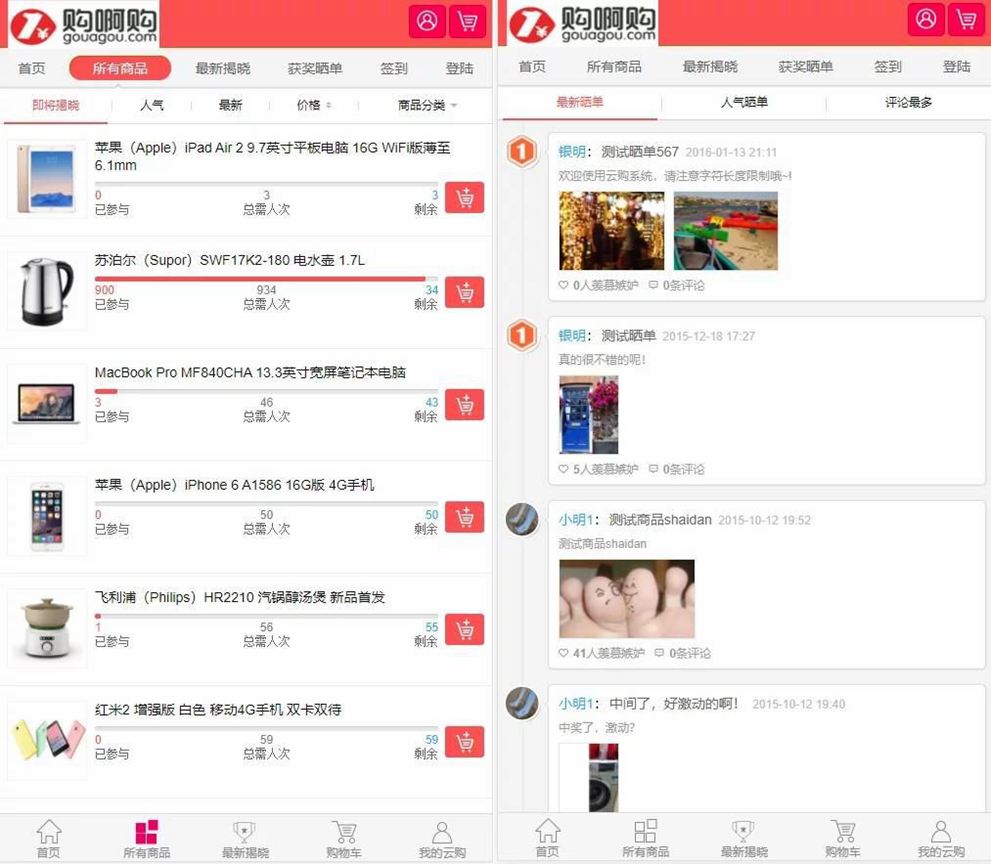 1元 购啊购
gouagou.com
首页 所有商品 最新揭晓 获奖晒单 签到 登陆
即将揭晓 人气 最新 价格 商品分类
苹果（Apple）iPad Air 2 9.7英寸平板电脑 16G WiFi版薄至
6.1mm
0 3 3
已参与 总需人次 剩余
苏泊尔（Supor）SWF17K2-180 电水壶 1.7L
900 934 34
已参与 总需人次 剩余
MacBook Pro MF840CHA 13.3英寸宽屏笔记本电脑
3 46 43
已参与 总需人次 剩余
苹果（Apple）iPhone 6 A1586 16G版 4G手机
0 50 50
已参与 总需人次 剩余
飞利浦（Philips）HR2210 汽锅醇汤煲 新品首发
1 56 55
已参与 总需人次 剩余
红米2 增强版 白色 移动4G手机 双卡双待
0 59 59
已参与 总需人次 剩余
首页 所有商品 最新揭晓 购物车 我的云购
1元 购啊购
gouagou.com
首页 所有商品 最新揭晓 获奖晒单 签到 登陆
最新晒单 人气晒单 评论最多
1
银明： 测试晒单567 2016-01-13 21:11
欢迎使用云购系统，请注意字符长度限制哦~!
0人羡慕嫉妒 0条评论
1
银明： 测试晒单 2015-12-18 17:27
真的很不错的呢!
5人羡慕嫉妒 0条评论
小明1： 测试商品shaidan 2015-10-12 19:52
测试商品shaidan
41人羡慕嫉妒 0条评论
小明1： 中间了，好激动的啊！ 2015-10-12 19:40
中奖了，激动?
首页 所有商品 最新揭晓 购物车 我的云购